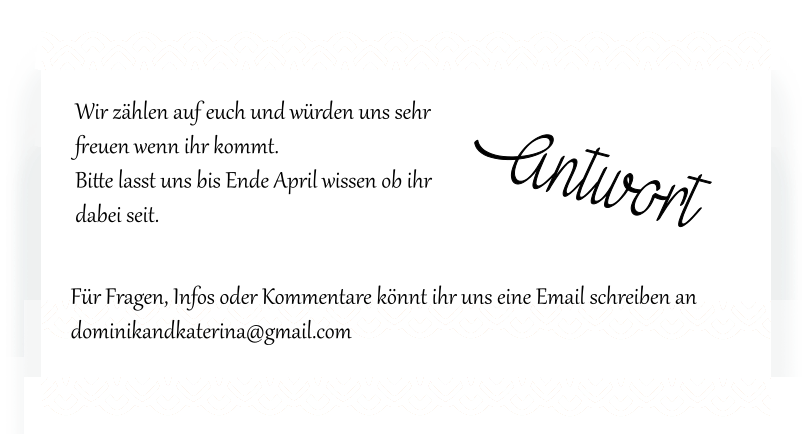 Wir zählen auf euch und würden uns sehr
freuen wenn ihr kommt.
Bitte lasst uns bis Ende April wissen ob ihr
dabei seit.
antwort
Für Fragen, Infos oder Kommentare könnt ihr uns eine Email schreiben an
dominikandkaterina@gmail.com